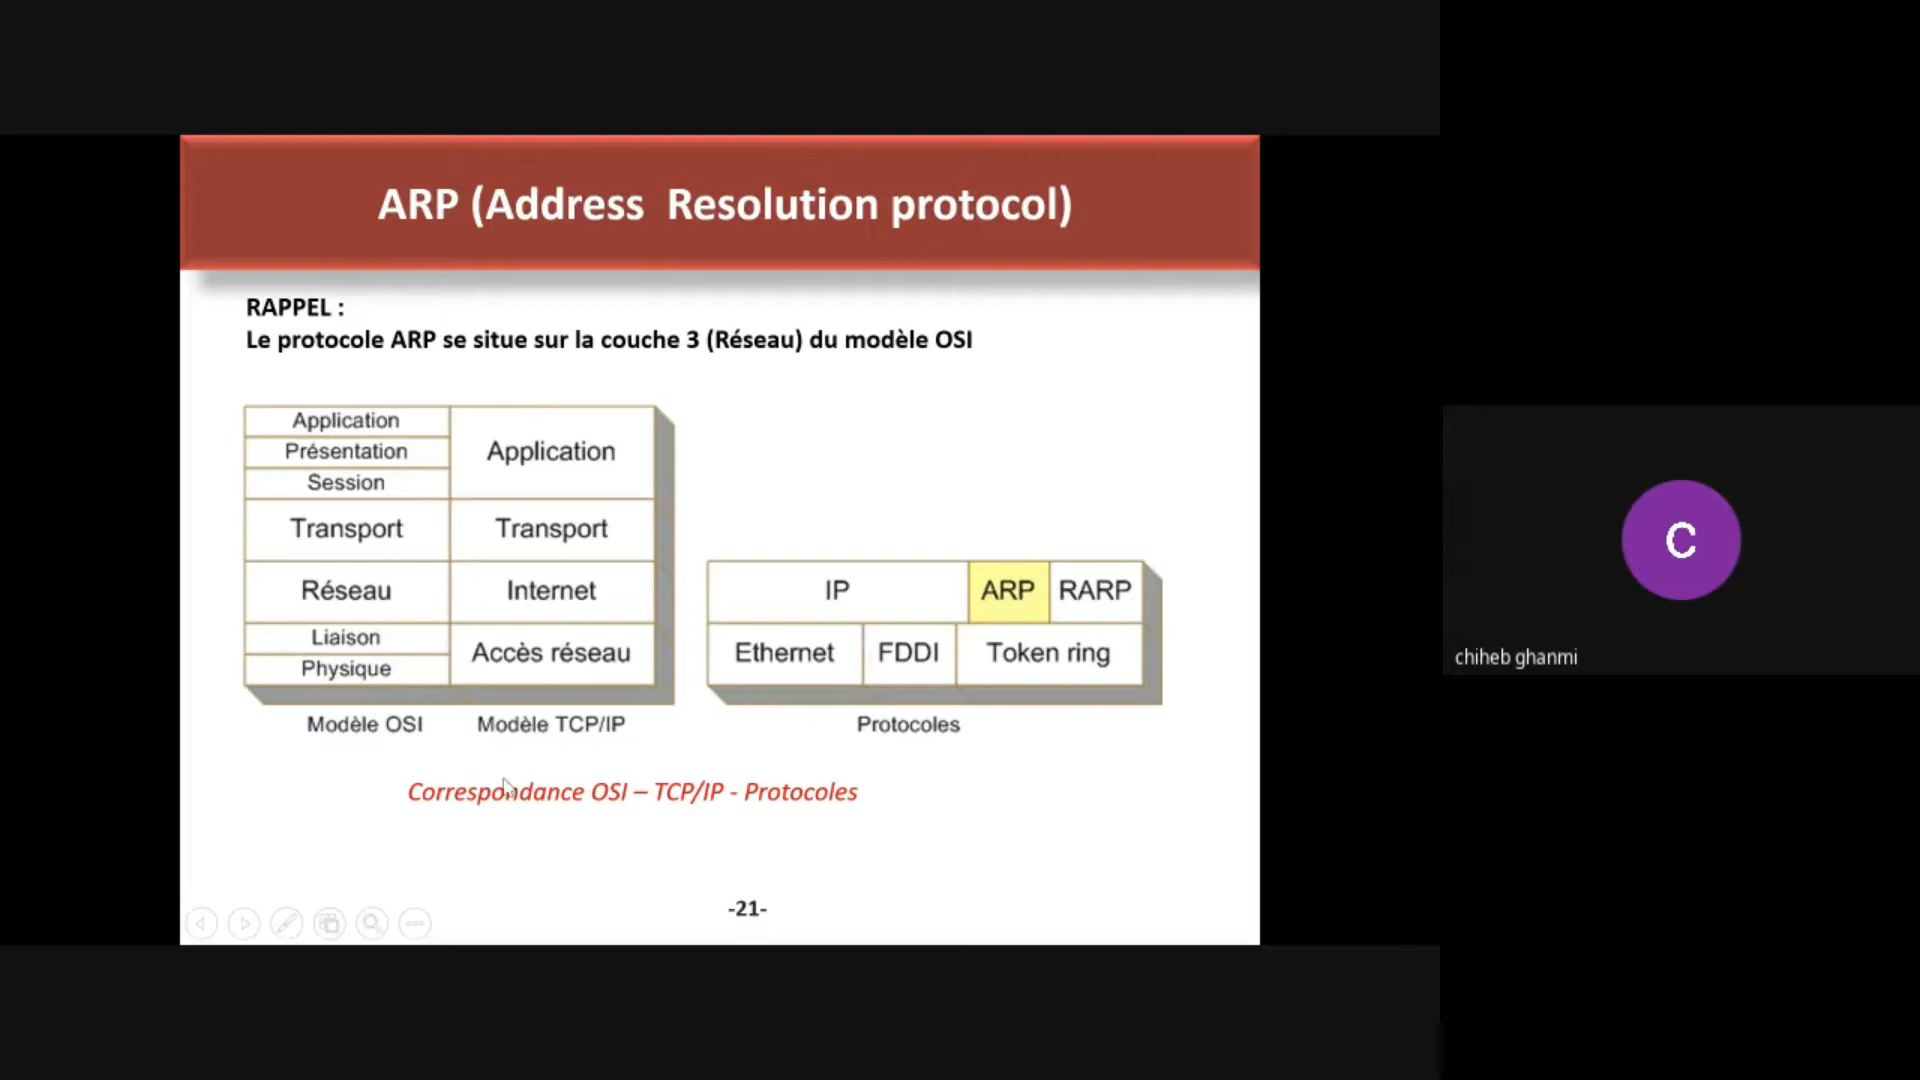 ARP (Address Resolution protocol)
RAPPEL :
Le protocole ARP se situe sur la couche 3 (Réseau) du modèle OSI
Application
Présentation
Session
Transport
Réseau
Liaison
Physique
Application
Transport
Internet
Accès réseau
Modèle OSI
Modèle TCP/IP
IP
ARP
RARP
Ethernet
FDDI
Token ring
Protocoles
Correspondance OSI – TCP/IP - Protocoles
-21-
C
chiheb ghanmi